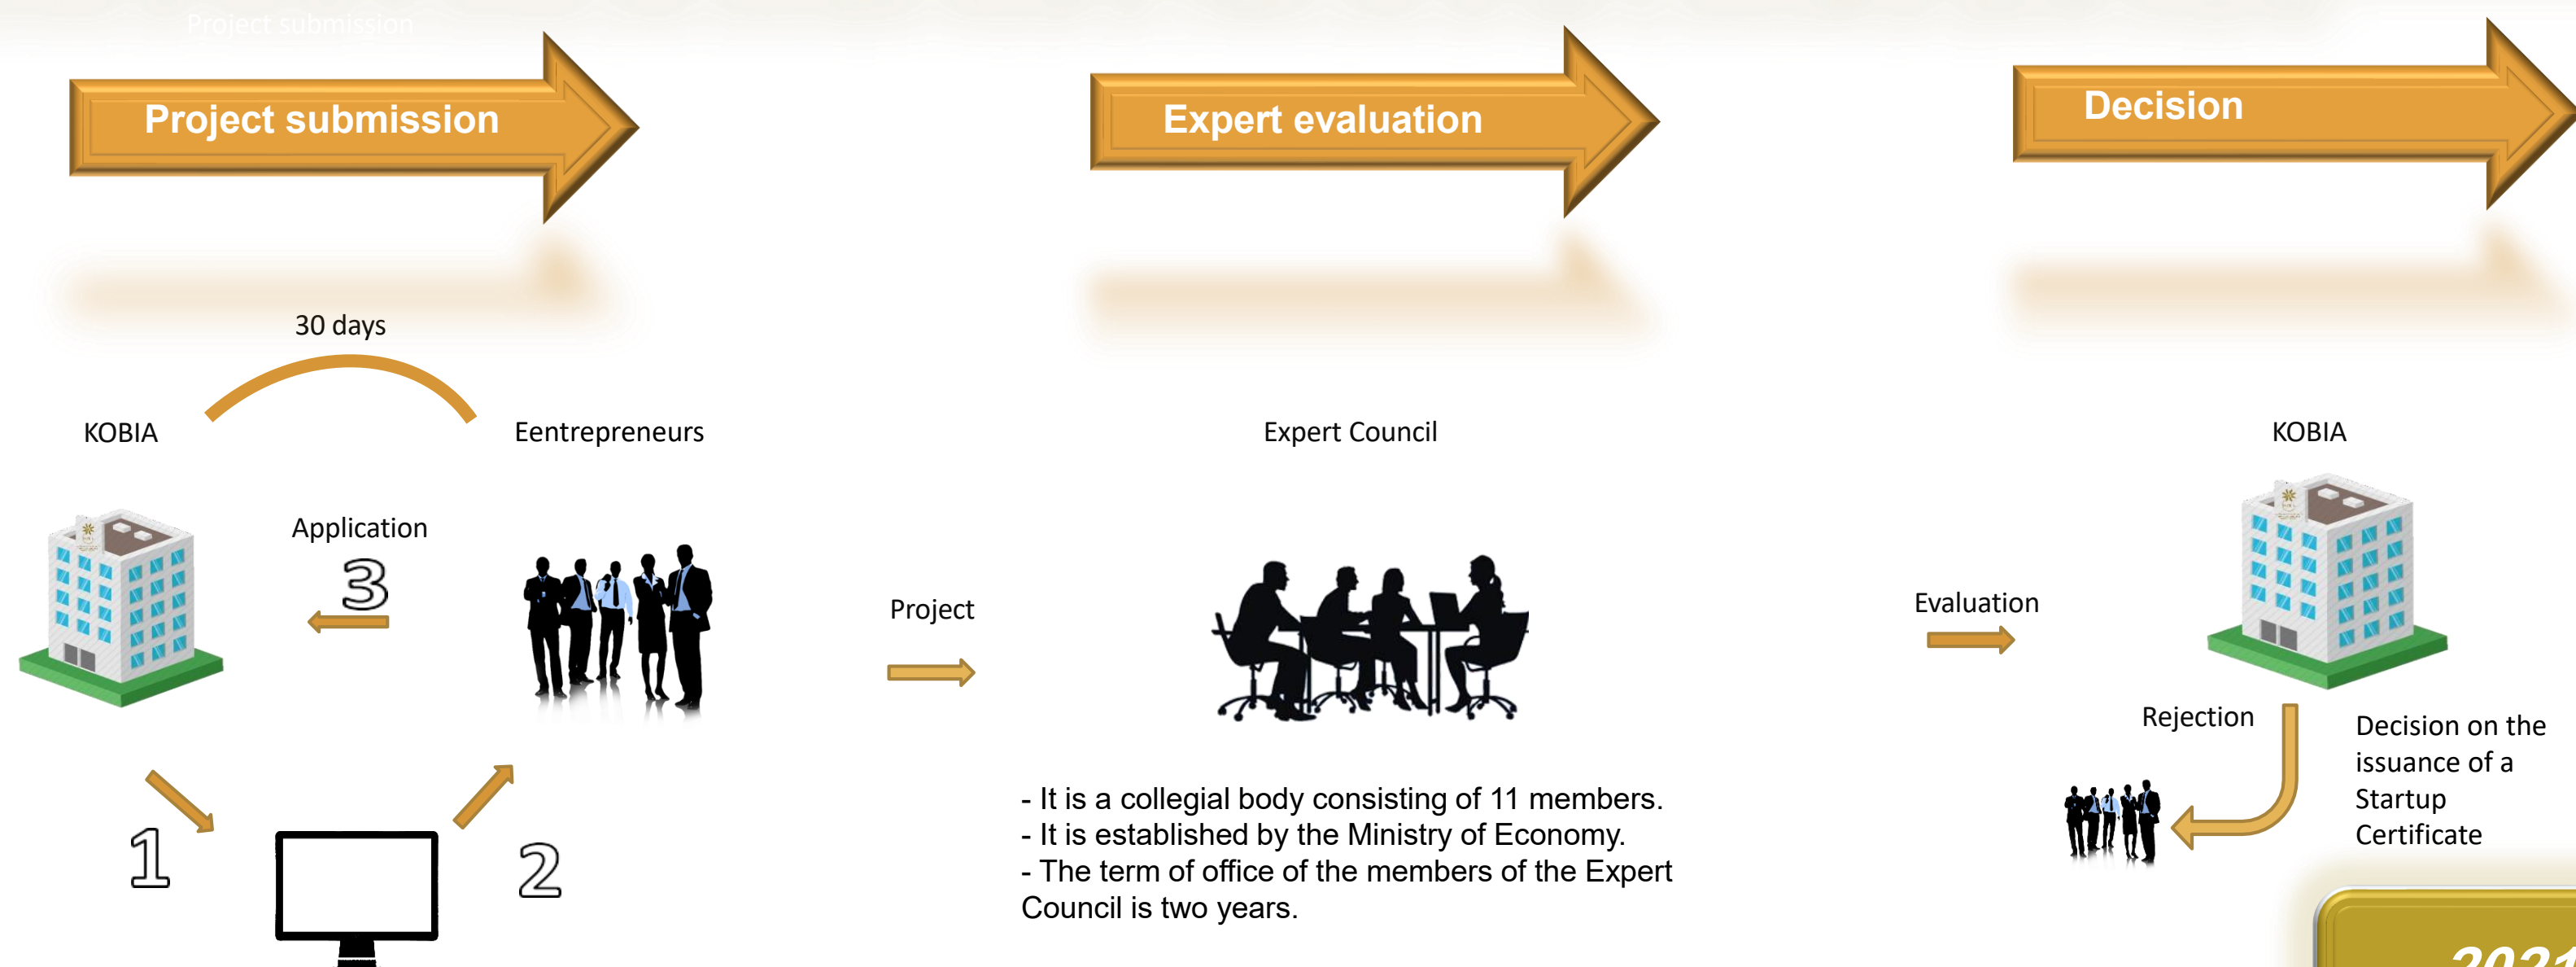 Project submission
Project submission
Expert evaluation
Decision
30 days
KOBIA
Eentrepreneurs
Expert Council
KOBIA
Application
3
Project
Evaluation
Rejection
Decision on the
issuance of a
Startup
Certificate
1
2
- It is a collegial body consisting of 11 members.
- It is established by the Ministry of Economy.
- The term of office of the members of the Expert
Council is two years.
2021